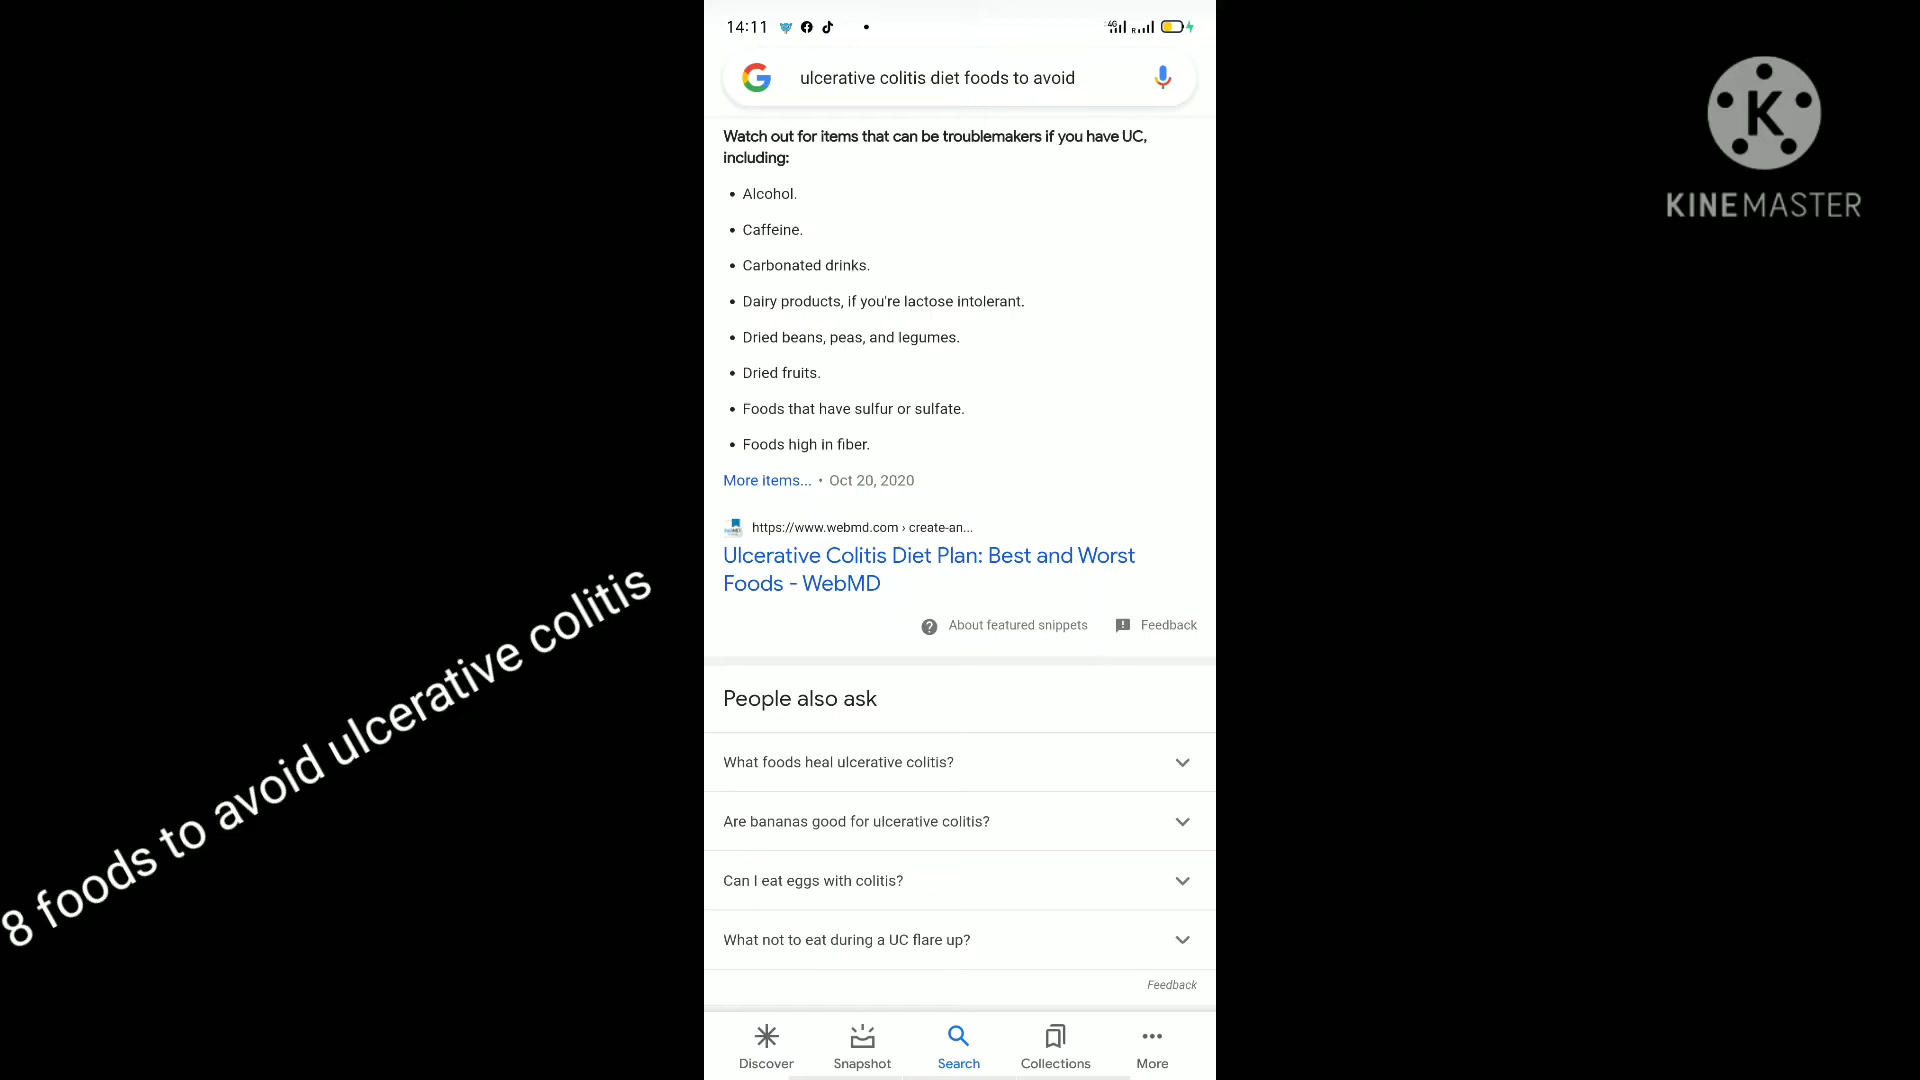 14:11
4G
R
ulcerative colitis diet foods to avoid
K
KINEMASTER
Watch out for items that can be troublemakers if you have UC,
including:
• Alcohol.
• Caffeine.
• Carbonated drinks.
• Dairy products, if you're lactose intolerant.
• Dried beans, peas, and legumes.
• Dried fruits.
• Foods that have sulfur or sulfate.
• Foods high in fiber.
More items... • Oct 20, 2020
https://www.webmd.com › create-an...
Ulcerative Colitis Diet Plan: Best and Worst
Foods - WebMD
About featured snippets Feedback
8 foods to avoid ulcerative colitis
People also ask
What foods heal ulcerative colitis?
Are bananas good for ulcerative colitis?
Can I eat eggs with colitis?
What not to eat during a UC flare up?
Feedback
Discover Snapshot Search Collections More